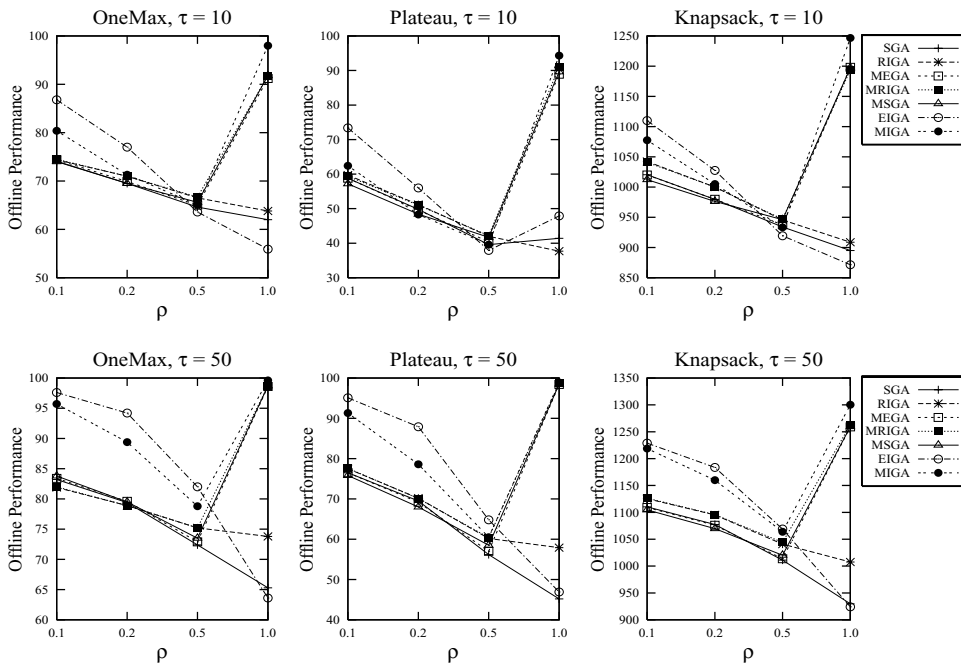 OneMax, τ = 10
Plateau, τ = 10
Knapsack, τ = 10
Offline Performance
100
90
80
70
60
50
0.1
0.2
0.5
1.0
ρ
Offline Performance
100
90
80
70
60
50
40
30
0.1
0.2
0.5
1.0
ρ
Offline Performance
1250
1200
1150
1100
1050
1000
950
900
850
0.1
0.2
0.5
1.0
ρ
SGA
RIGA
MEGA
MRIGA
MSGA
EIGA
MIGA
OneMax, τ = 50
Plateau, τ = 50
Knapsack, τ = 50
Offline Performance
100
95
90
85
80
75
70
65
60
0.1
0.2
0.5
1.0
ρ
Offline Performance
100
90
80
70
60
50
40
0.1
0.2
0.5
1.0
ρ
Offline Performance
1350
1300
1250
1200
1150
1100
1050
1000
950
900
0.1
0.2
0.5
1.0
ρ
SGA
RIGA
MEGA
MRIGA
MSGA
EIGA
MIGA